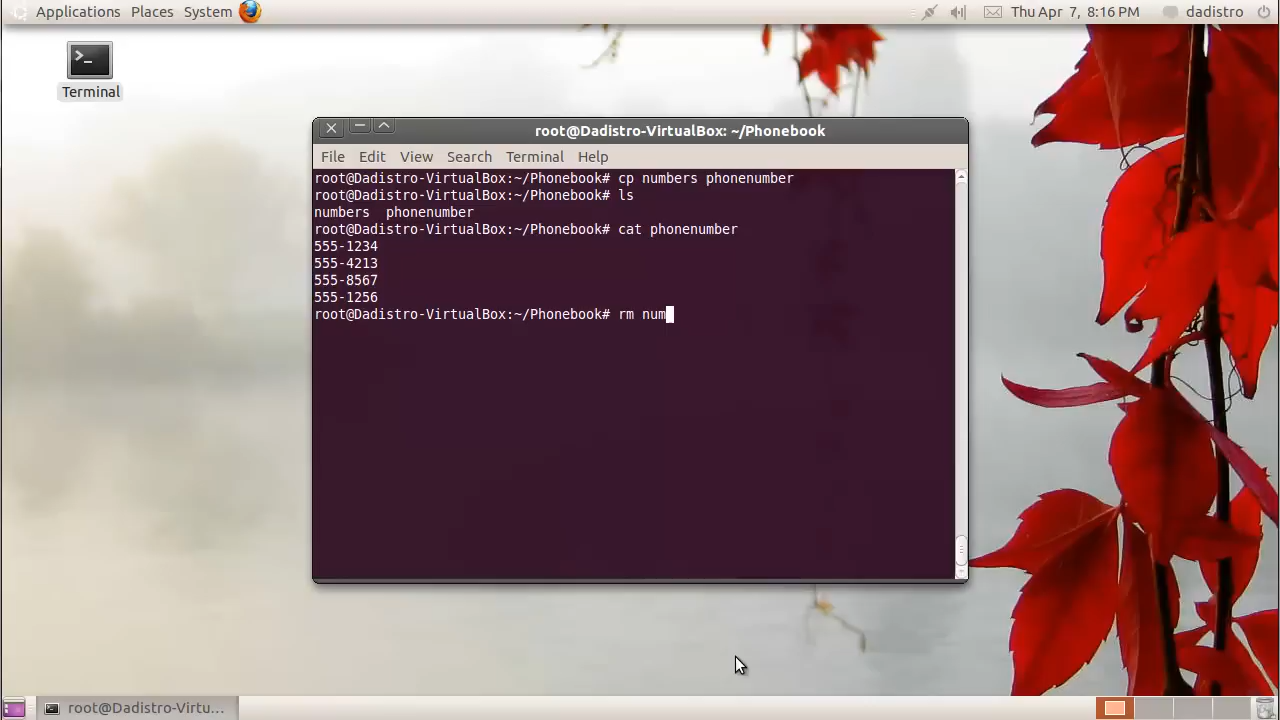 Applications Places System Thu Apr 7, 8:16 PM dadistro
Terminal
root@Dadistro-VirtualBox: ~/Phonebook
File Edit View Search Terminal Help
root@Dadistro-VirtualBox:~/Phonebook# cp numbers phonenumber
root@Dadistro-VirtualBox:~/Phonebook# ls
numbers  phonenumber
root@Dadistro-VirtualBox:~/Phonebook# cat phonenumber
555-1234
555-4213
555-8567
555-1256
root@Dadistro-VirtualBox:~/Phonebook# rm num
root@Dadistro-Virtu...